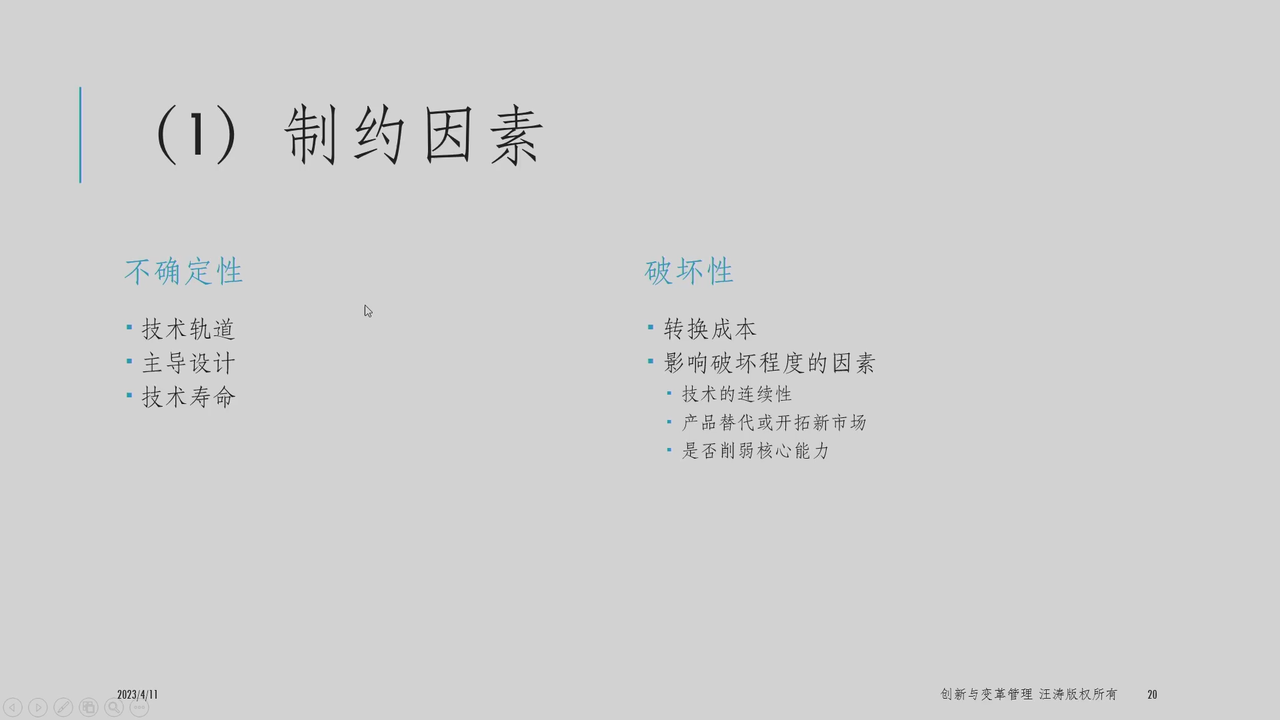 （1）制约因素
不确定性
技术轨道
主导设计
技术寿命
破坏性
转换成本
影响破坏程度的因素
技术的连续性
产品替代或开拓新市场
是否削弱核心能力
2023/4/11
创新与变革管理 汪涛版权所有
20